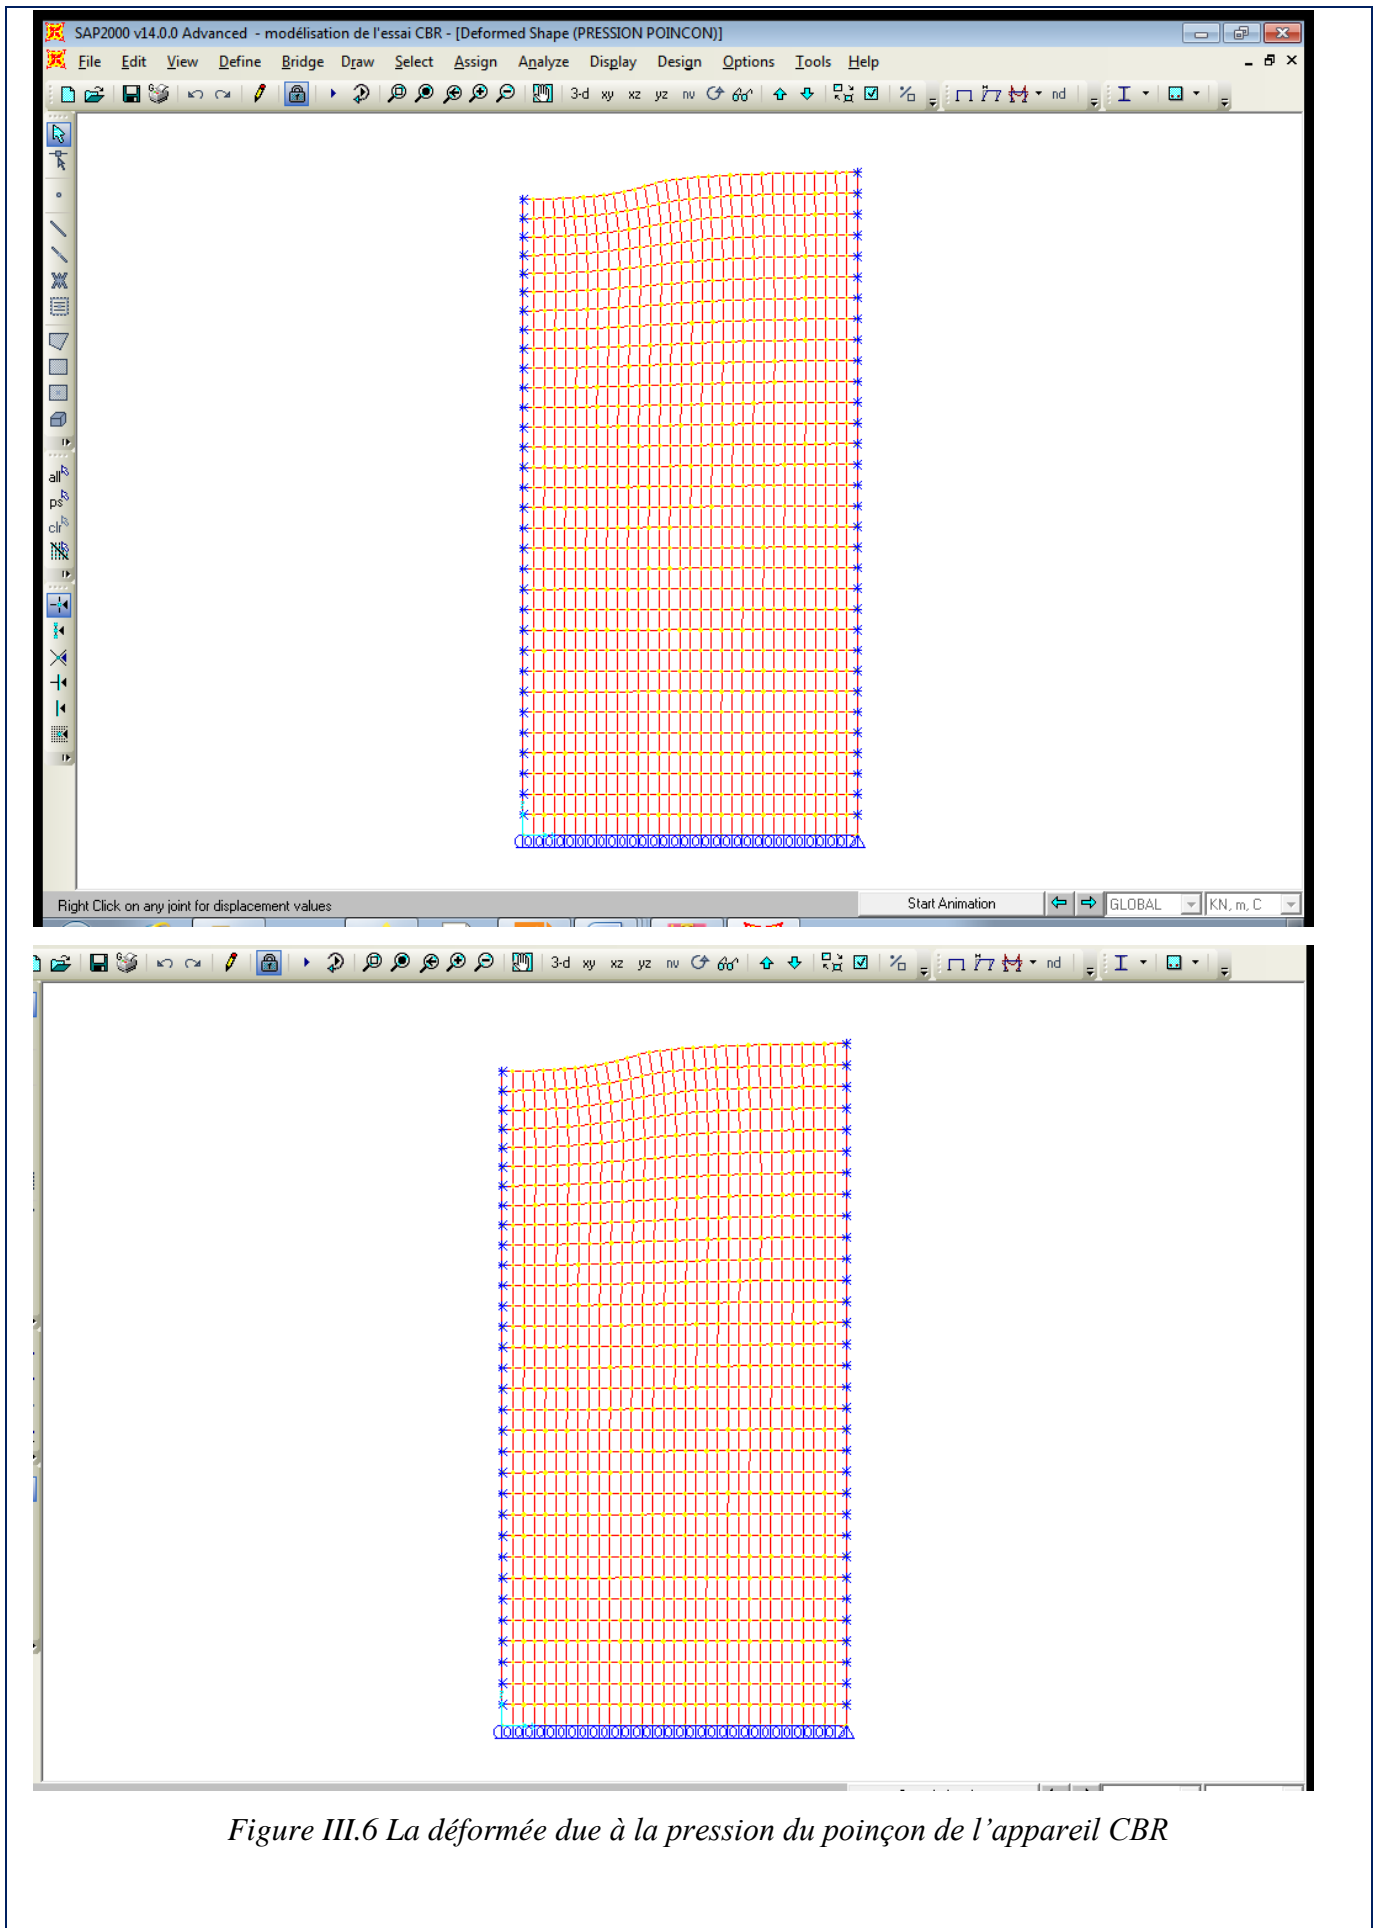 SAP2000 v14.0.0 Advanced - modélisation de l'essai CBR - [Deformed Shape (PRESSION POINCON)]
File Edit View Define Bridge Draw Select Assign Analyze Display Design Options Tools Help
3-d xy xz yz nv nd
all
ps
clr
Right Click on any joint for displacement values
Start Animation
GLOBAL
KN, m, C
3-d xy xz yz nv nd
Figure III.6 La déformée due à la pression du poinçon de l’appareil CBR